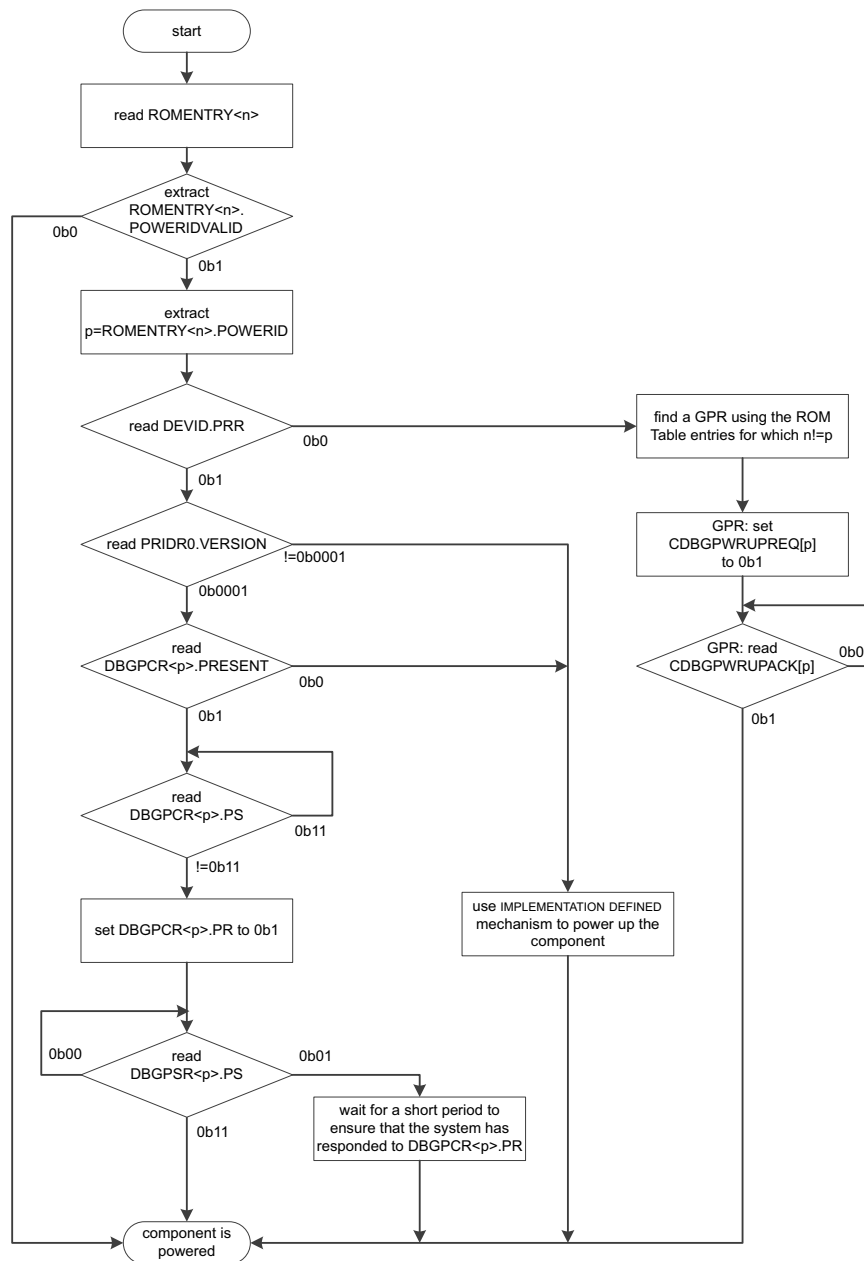 start
read ROMENTRY<n>
extract
ROMENTRY<n>.
POWERIDVALID
0b0
0b1
extract
p=ROMENTRY<n>.POWERID
read DEVID.PRR
0b0
0b1
find a GPR using the ROM
Table entries for which n!=p
read PRIDR0.VERSION
!=0b0001
0b0001
GPR: set
CDBGPWRUPREQ[p]
to 0b1
read
DBGPCR<p>.PRESENT
0b0
0b1
GPR: read
CDBGPWRUPACK[p]
0b0
0b1
read
DBGPCR<p>.PS
0b11
!=0b11
set DBGPCR<p>.PR to 0b1
use IMPLEMENTATION DEFINED
mechanism to power up the
component
0b00
read
DBGPSR<p>.PS
0b01
0b11
wait for a short period to
ensure that the system has
responded to DBGPCR<p>.PR
component is
powered